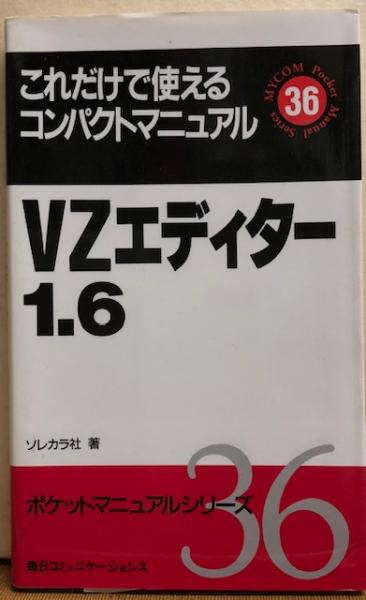 これだけで使える
コンパクトマニュアル
MYCOM Pocket Manual Series
36
VZエディター
1.6
ソレカラ社 著
36
ポケットマニュアルシリーズ
毎日コミュニケーションズ